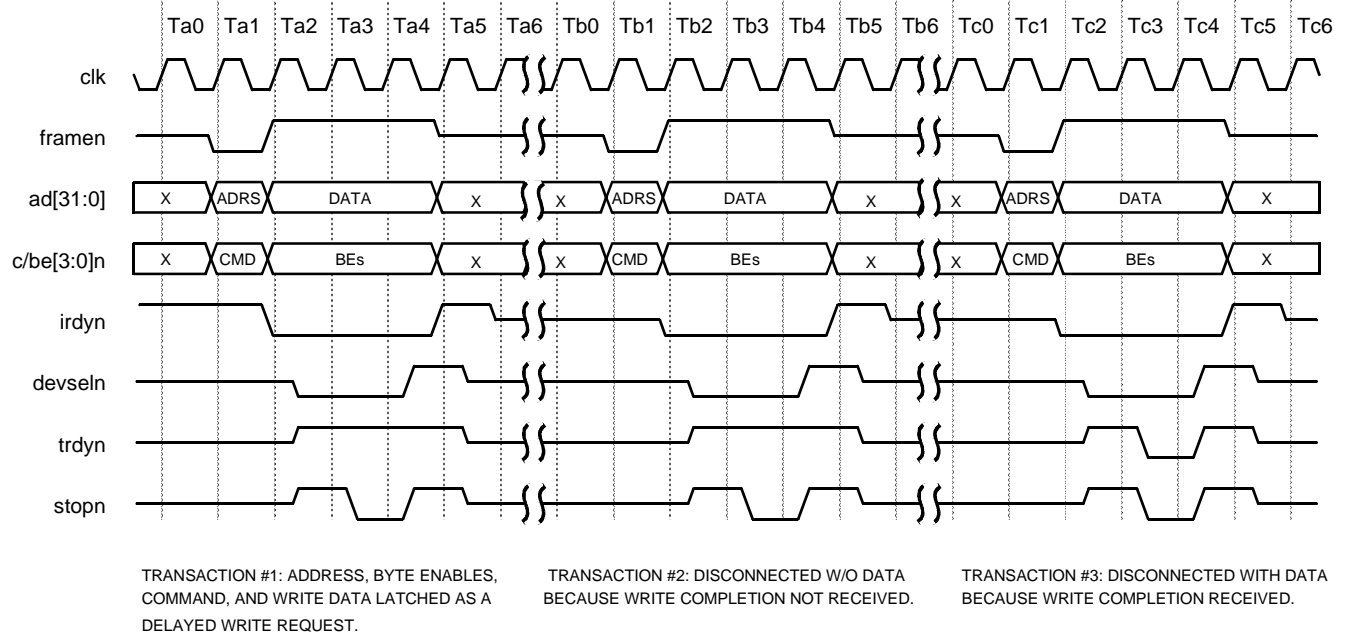 Ta0 Ta1 Ta2 Ta3 Ta4 Ta5 Ta6 Tb0 Tb1 Tb2 Tb3 Tb4 Tb5 Tb6 Tc0 Tc1 Tc2 Tc3 Tc4 Tc5 Tc6
clk
framen
ad[31:0] X ADRS DATA X X ADRS DATA X X ADRS DATA X
c/be[3:0]n X CMD BEs X X CMD BEs X X CMD BEs X
irdyn
devseln
trdyn
stopn
TRANSACTION #1: ADDRESS, BYTE ENABLES,
COMMAND, AND WRITE DATA LATCHED AS A
DELAYED WRITE REQUEST.
TRANSACTION #2: DISCONNECTED W/O DATA
BECAUSE WRITE COMPLETION NOT RECEIVED.
TRANSACTION #3: DISCONNECTED WITH DATA
BECAUSE WRITE COMPLETION RECEIVED.